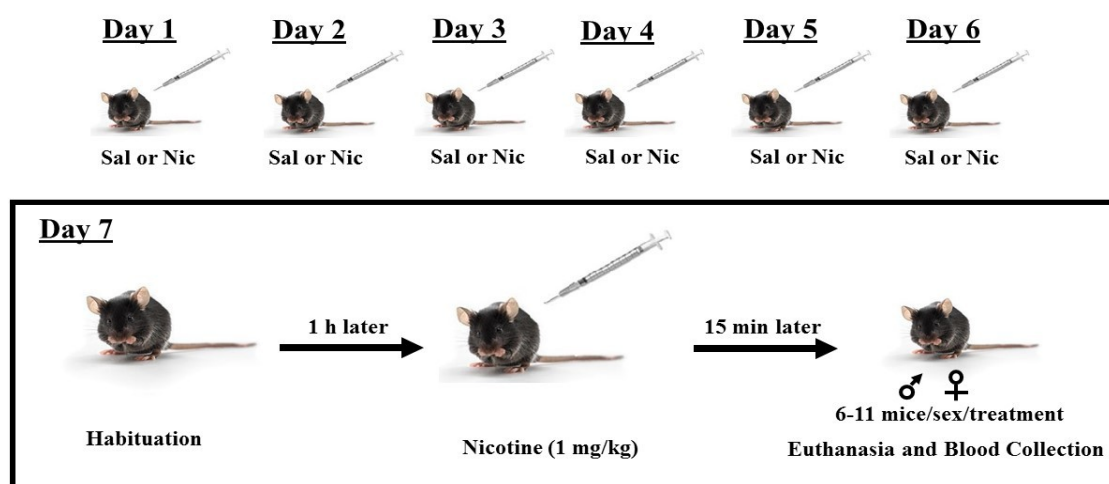 Day 1 Day 2 Day 3 Day 4 Day 5 Day 6
Sal or Nic Sal or Nic Sal or Nic Sal or Nic Sal or Nic Sal or Nic
Day 7
1 h later 15 min later
♂ ♀
6-11 mice/sex/treatment
Habituation Nicotine (1 mg/kg) Euthanasia and Blood Collection